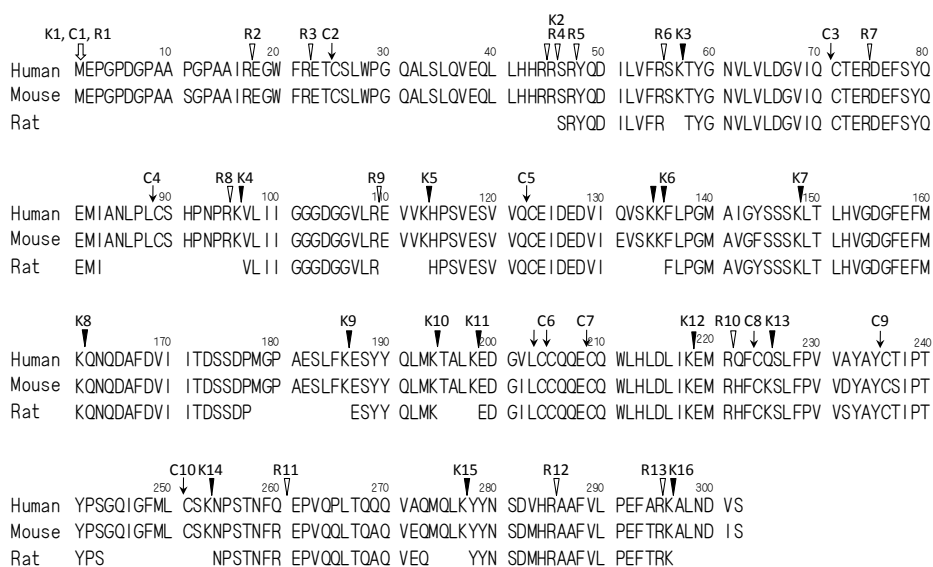 K2
K1, C1, R1 R2 R3 C2 R4 R5 R6 K3 C3 R7
10 20 30 40 50 60 70 80
Human MEPGPDGPAA PGPAAIREGW FRETCSLWPG QALSLQVEQL LHHRRSRYQD ILVFRSKTYG NVLVLDGVIQ CTERDEFSYQ
Mouse MEPGPDGPAA SGPAAIREGW FRETCSLWPG QALSLQVEQL LHHRRSRYQD ILVFRSKTYG NVLVLDGVIQ CTERDEFSYQ
Rat SRYQD ILVFR TYG NVLVLDGVIQ CTERDEFSYQ
C4 R8 K4 R9 K5 C5 K6 K7
90 100 110 120 130 140 150 160
Human EMIANLPLCS HPNPRKVLII GGGDGGVLRE VVKHPSVESV VQCEIDEDVI QVSKKFLPGM AIGYSSSKLT LHVGDGFEFM
Mouse EMIANLPLCS HPNPRKVLII GGGDGGVLRE VVKHPSVESV VQCEIDEDVI EVSKKFLPGM AVGFSSSKLT LHVGDGFEFM
Rat EMI VLII GGGDGGVLR HPSVESV VQCEIDEDVI FLPGM AVGYSSSKLT LHVGDGFEFM
K8 K9 K10 K11 C6 C7 K12 R10 C8 K13 C9
170 180 190 200 210 220 230 240
Human KQNQDAFDVI ITDSSDPMGP AESLFKESYY QLMKTALKED GVLCCQQECQ WLHLDLIKEM RQFCQSLFPV VAYAYCTIPT
Mouse KQNQDAFDVI ITDSSDPMGP AESLFKESYY QLMKTALKED GILCCQQECQ WLHLDLIKEM RHFCKSLFPV VDYAYCSIPT
Rat KQNQDAFDVI ITDSSDP ESYY QLMK ED GILCCQQECQ WLHLDLIKEM RHFCKSLFPV VSYAYCTIPT
C10 K14 R11 K15 R12 R13 K16
250 260 270 280 290 300
Human YPSGQIGFML CSKNPSTNFQ EPVQPLTQQQ VAQMQLKYYN SDVHRAAFVL PEFARKALND VS
Mouse YPSGQIGFML CSKNPSTNFR EPVQQLTQAQ VEQMQLKYYN SDMHRAAFVL PEFTRKALND IS
Rat YPS NPSTNFR EPVQQLTQAQ VEQ YYN SDMHRAAFVL PEFTRK